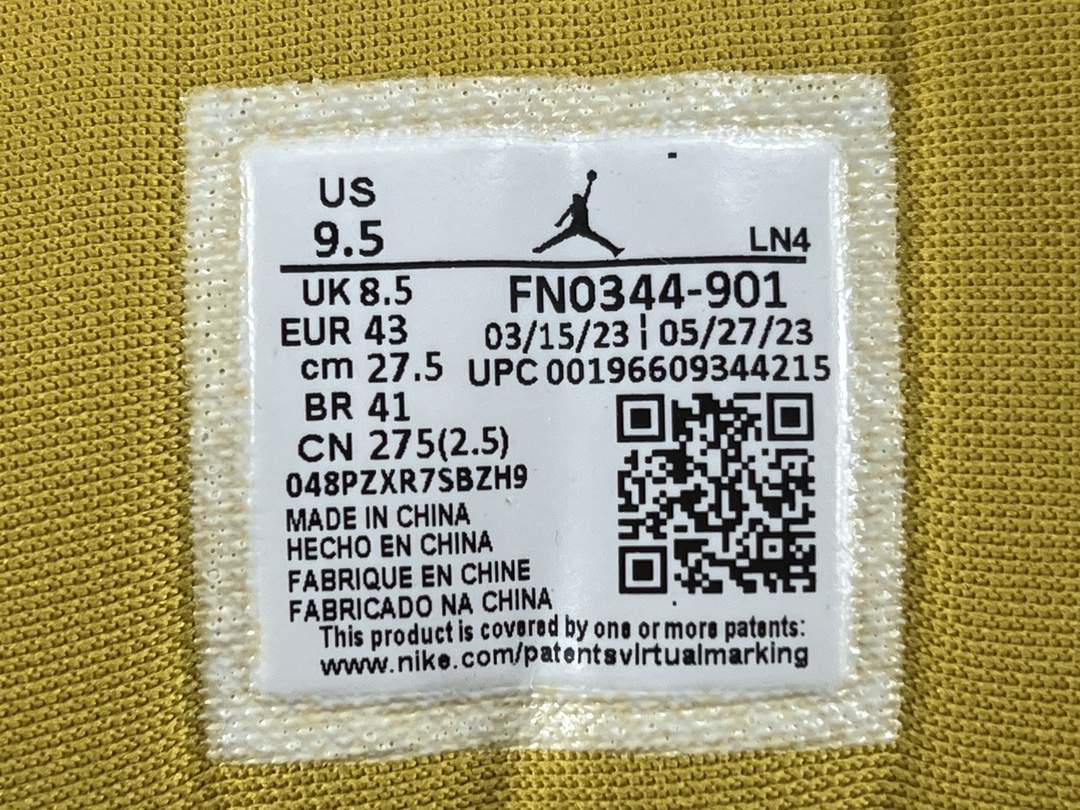 US
9.5
LN4
UK 8.5
FN0344-901
EUR 43
03/15/23 | 05/27/23
cm 27.5
UPC 00196609344215
BR 41
CN 275(2.5)
048PZXR7SBZH9
MADE IN CHINA
HECHO EN CHINA
FABRIQUE EN CHINE
FABRICADO NA CHINA
This product is covered by one or more patents:
www.nike.com/patentsvirtualmarking